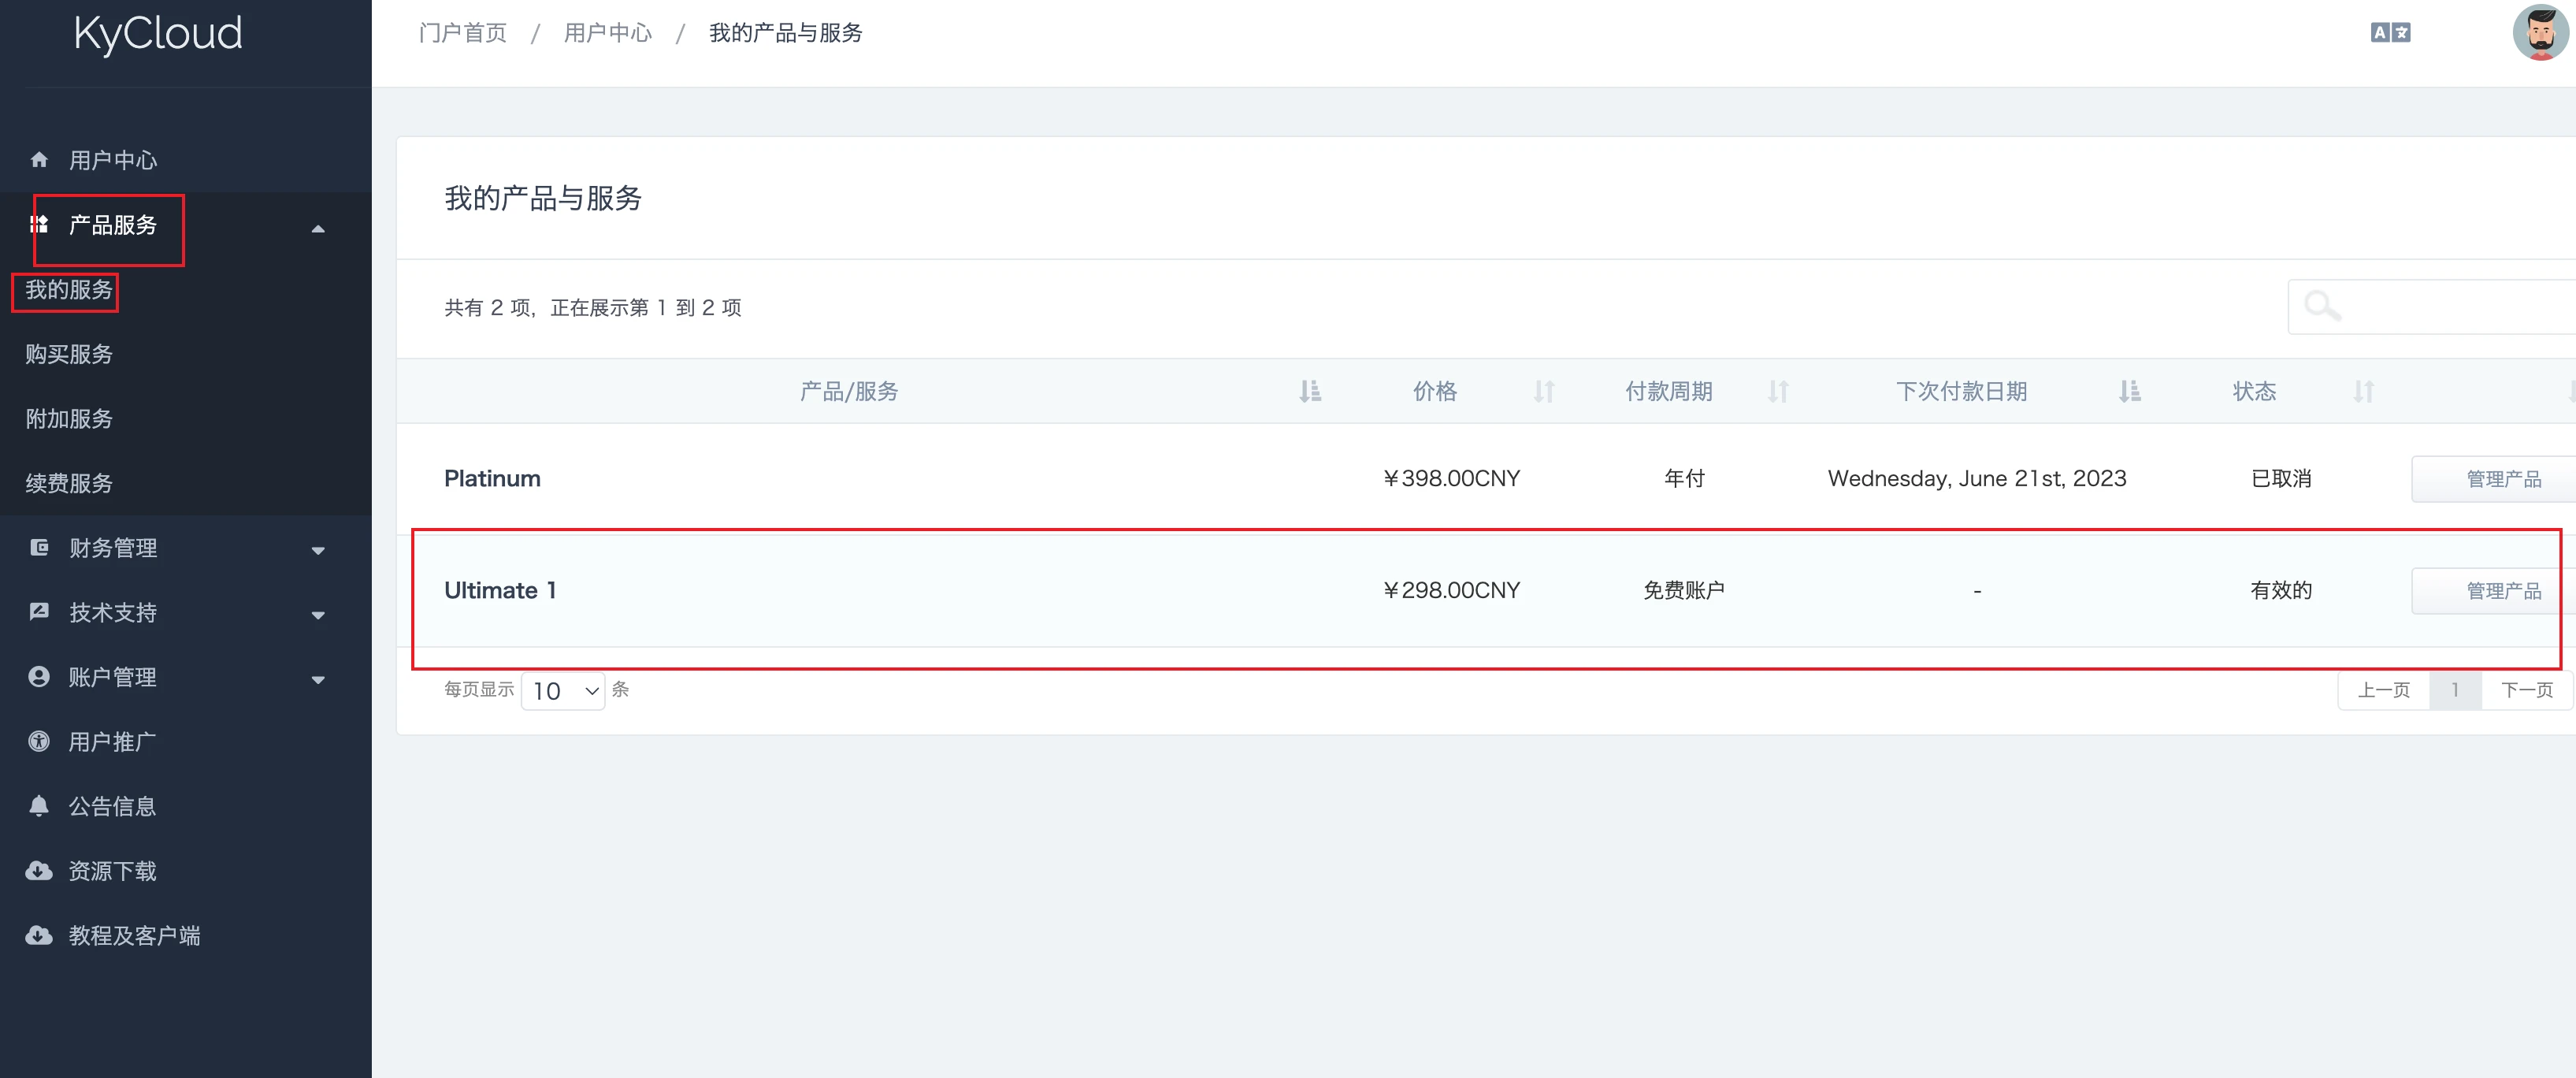 KyCloud
门户首页 / 用户中心 / 我的产品与服务
A 文
用户中心
产品服务
我的服务
购买服务
附加服务
续费服务
财务管理
技术支持
账户管理
用户推广
公告信息
资源下载
教程及客户端
我的产品与服务
共有 2 项，正在展示第 1 到 2 项
产品/服务 价格 付款周期 下次付款日期 状态
Platinum ￥398.00CNY 年付 Wednesday, June 21st, 2023 已取消 管理产品
Ultimate 1 ￥298.00CNY 免费账户 - 有效的 管理产品
每页显示 10 条 上一页 1 下一页